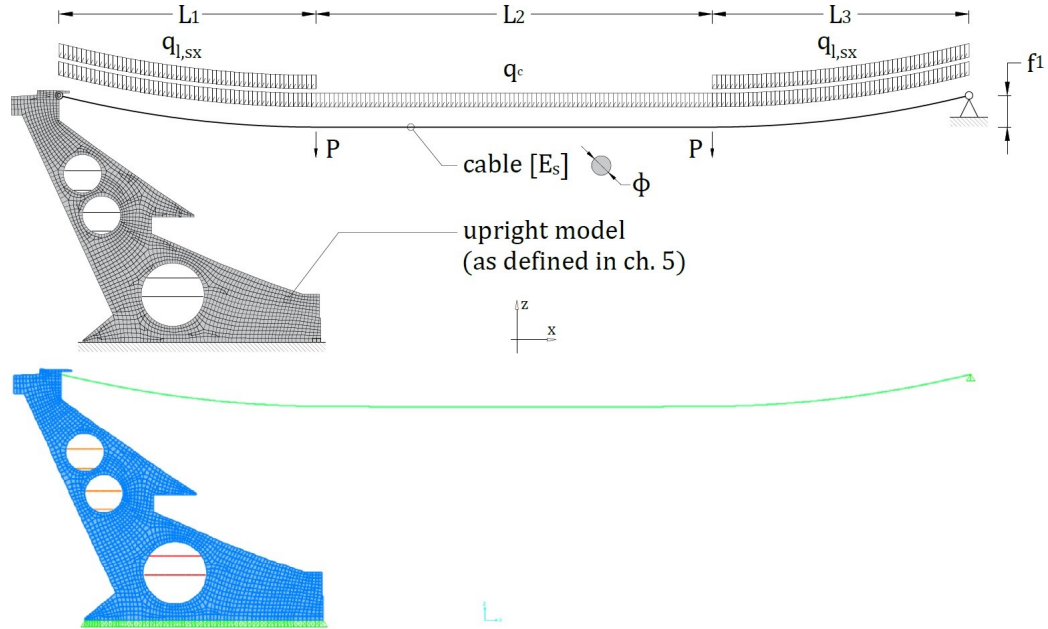 L1 L2 L3
ql,sx qc ql,sx
f1
P P
cable [Es]
ϕ
upright model
(as defined in ch. 5)
z
x